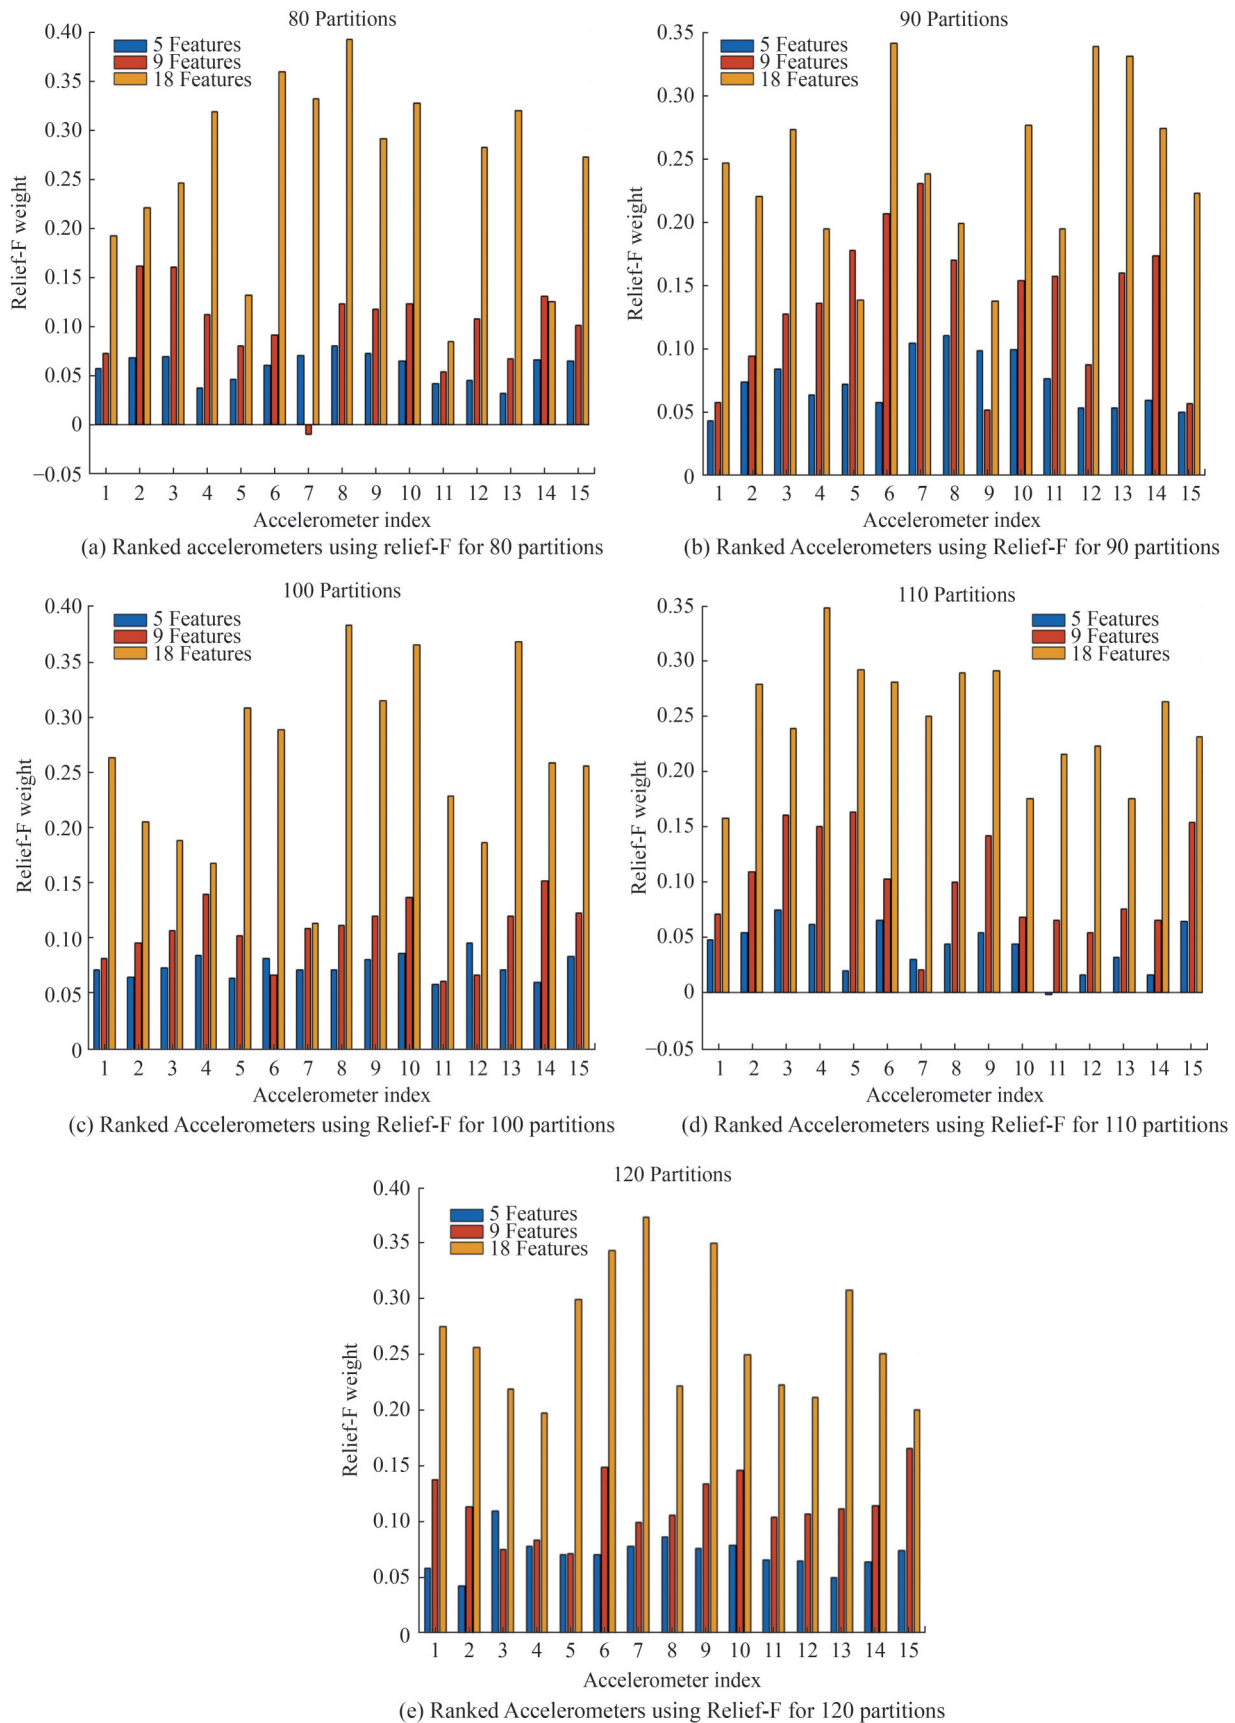 80 Partitions
0.40
0.35
0.30
0.25
0.20
0.15
0.10
0.05
0
−0.05
Relief-F weight
5 Features
9 Features
18 Features
1 2 3 4 5 6 7 8 9 10 11 12 13 14 15
Accelerometer index
(a) Ranked accelerometers using relief-F for 80 partitions
90 Partitions
0.35
0.30
0.25
0.20
0.15
0.10
0.05
0
Relief-F weight
5 Features
9 Features
18 Features
1 2 3 4 5 6 7 8 9 10 11 12 13 14 15
Accelerometer index
(b) Ranked Accelerometers using Relief-F for 90 partitions
100 Partitions
0.40
0.35
0.30
0.25
0.20
0.15
0.10
0.05
0
Relief-F weight
5 Features
9 Features
18 Features
1 2 3 4 5 6 7 8 9 10 11 12 13 14 15
Accelerometer index
(c) Ranked Accelerometers using Relief-F for 100 partitions
110 Partitions
0.35
0.30
0.25
0.20
0.15
0.10
0.05
0
−0.05
Relief-F weight
5 Features
9 Features
18 Features
1 2 3 4 5 6 7 8 9 10 11 12 13 14 15
Accelerometer index
(d) Ranked Accelerometers using Relief-F for 110 partitions
120 Partitions
0.40
0.35
0.30
0.25
0.20
0.15
0.10
0.05
0
Relief-F weight
5 Features
9 Features
18 Features
1 2 3 4 5 6 7 8 9 10 11 12 13 14 15
Accelerometer index
(e) Ranked Accelerometers using Relief-F for 120 partitions